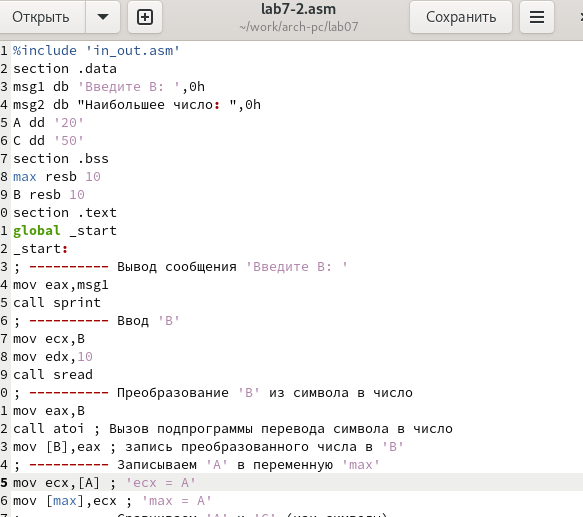 Открыть
lab7-2.asm
~/work/arch-pc/lab07
Сохранить
1 %include 'in_out.asm'
2 section .data
3 msg1 db 'Введите B: ',0h
4 msg2 db "Наибольшее число: ",0h
5 A dd '20'
6 C dd '50'
7 section .bss
8 max resb 10
9 B resb 10
0 section .text
1 global _start
2 _start:
3 ; ---------- Вывод сообщения 'Введите B: '
4 mov eax,msg1
5 call sprint
6 ; ---------- Ввод 'B'
7 mov ecx,B
8 mov edx,10
9 call sread
0 ; ---------- Преобразование 'B' из символа в число
1 mov eax,B
2 call atoi ; Вызов подпрограммы перевода символа в число
3 mov [B],eax ; запись преобразованного числа в 'B'
4 ; ---------- Записываем 'A' в переменную 'max'
5 mov ecx,[A] ; 'ecx = A'
6 mov [max],ecx ; 'max = A'
7 ; ---------- Сравниваем 'A' и 'C' (как символы)